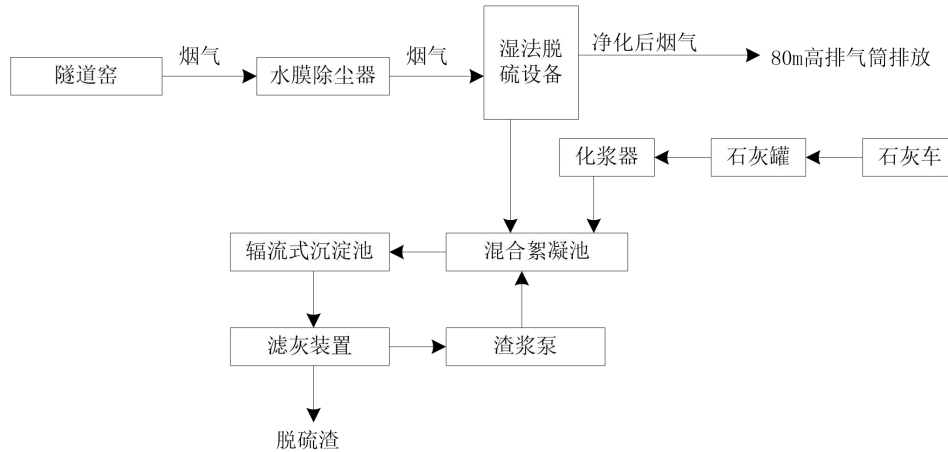 烟气
烟气
净化后烟气
隧道窑
水膜除尘器
湿法脱
硫设备
80m高排气筒排放
化浆器
石灰罐
石灰车
辐流式沉淀池
混合絮凝池
滤灰装置
渣浆泵
脱硫渣